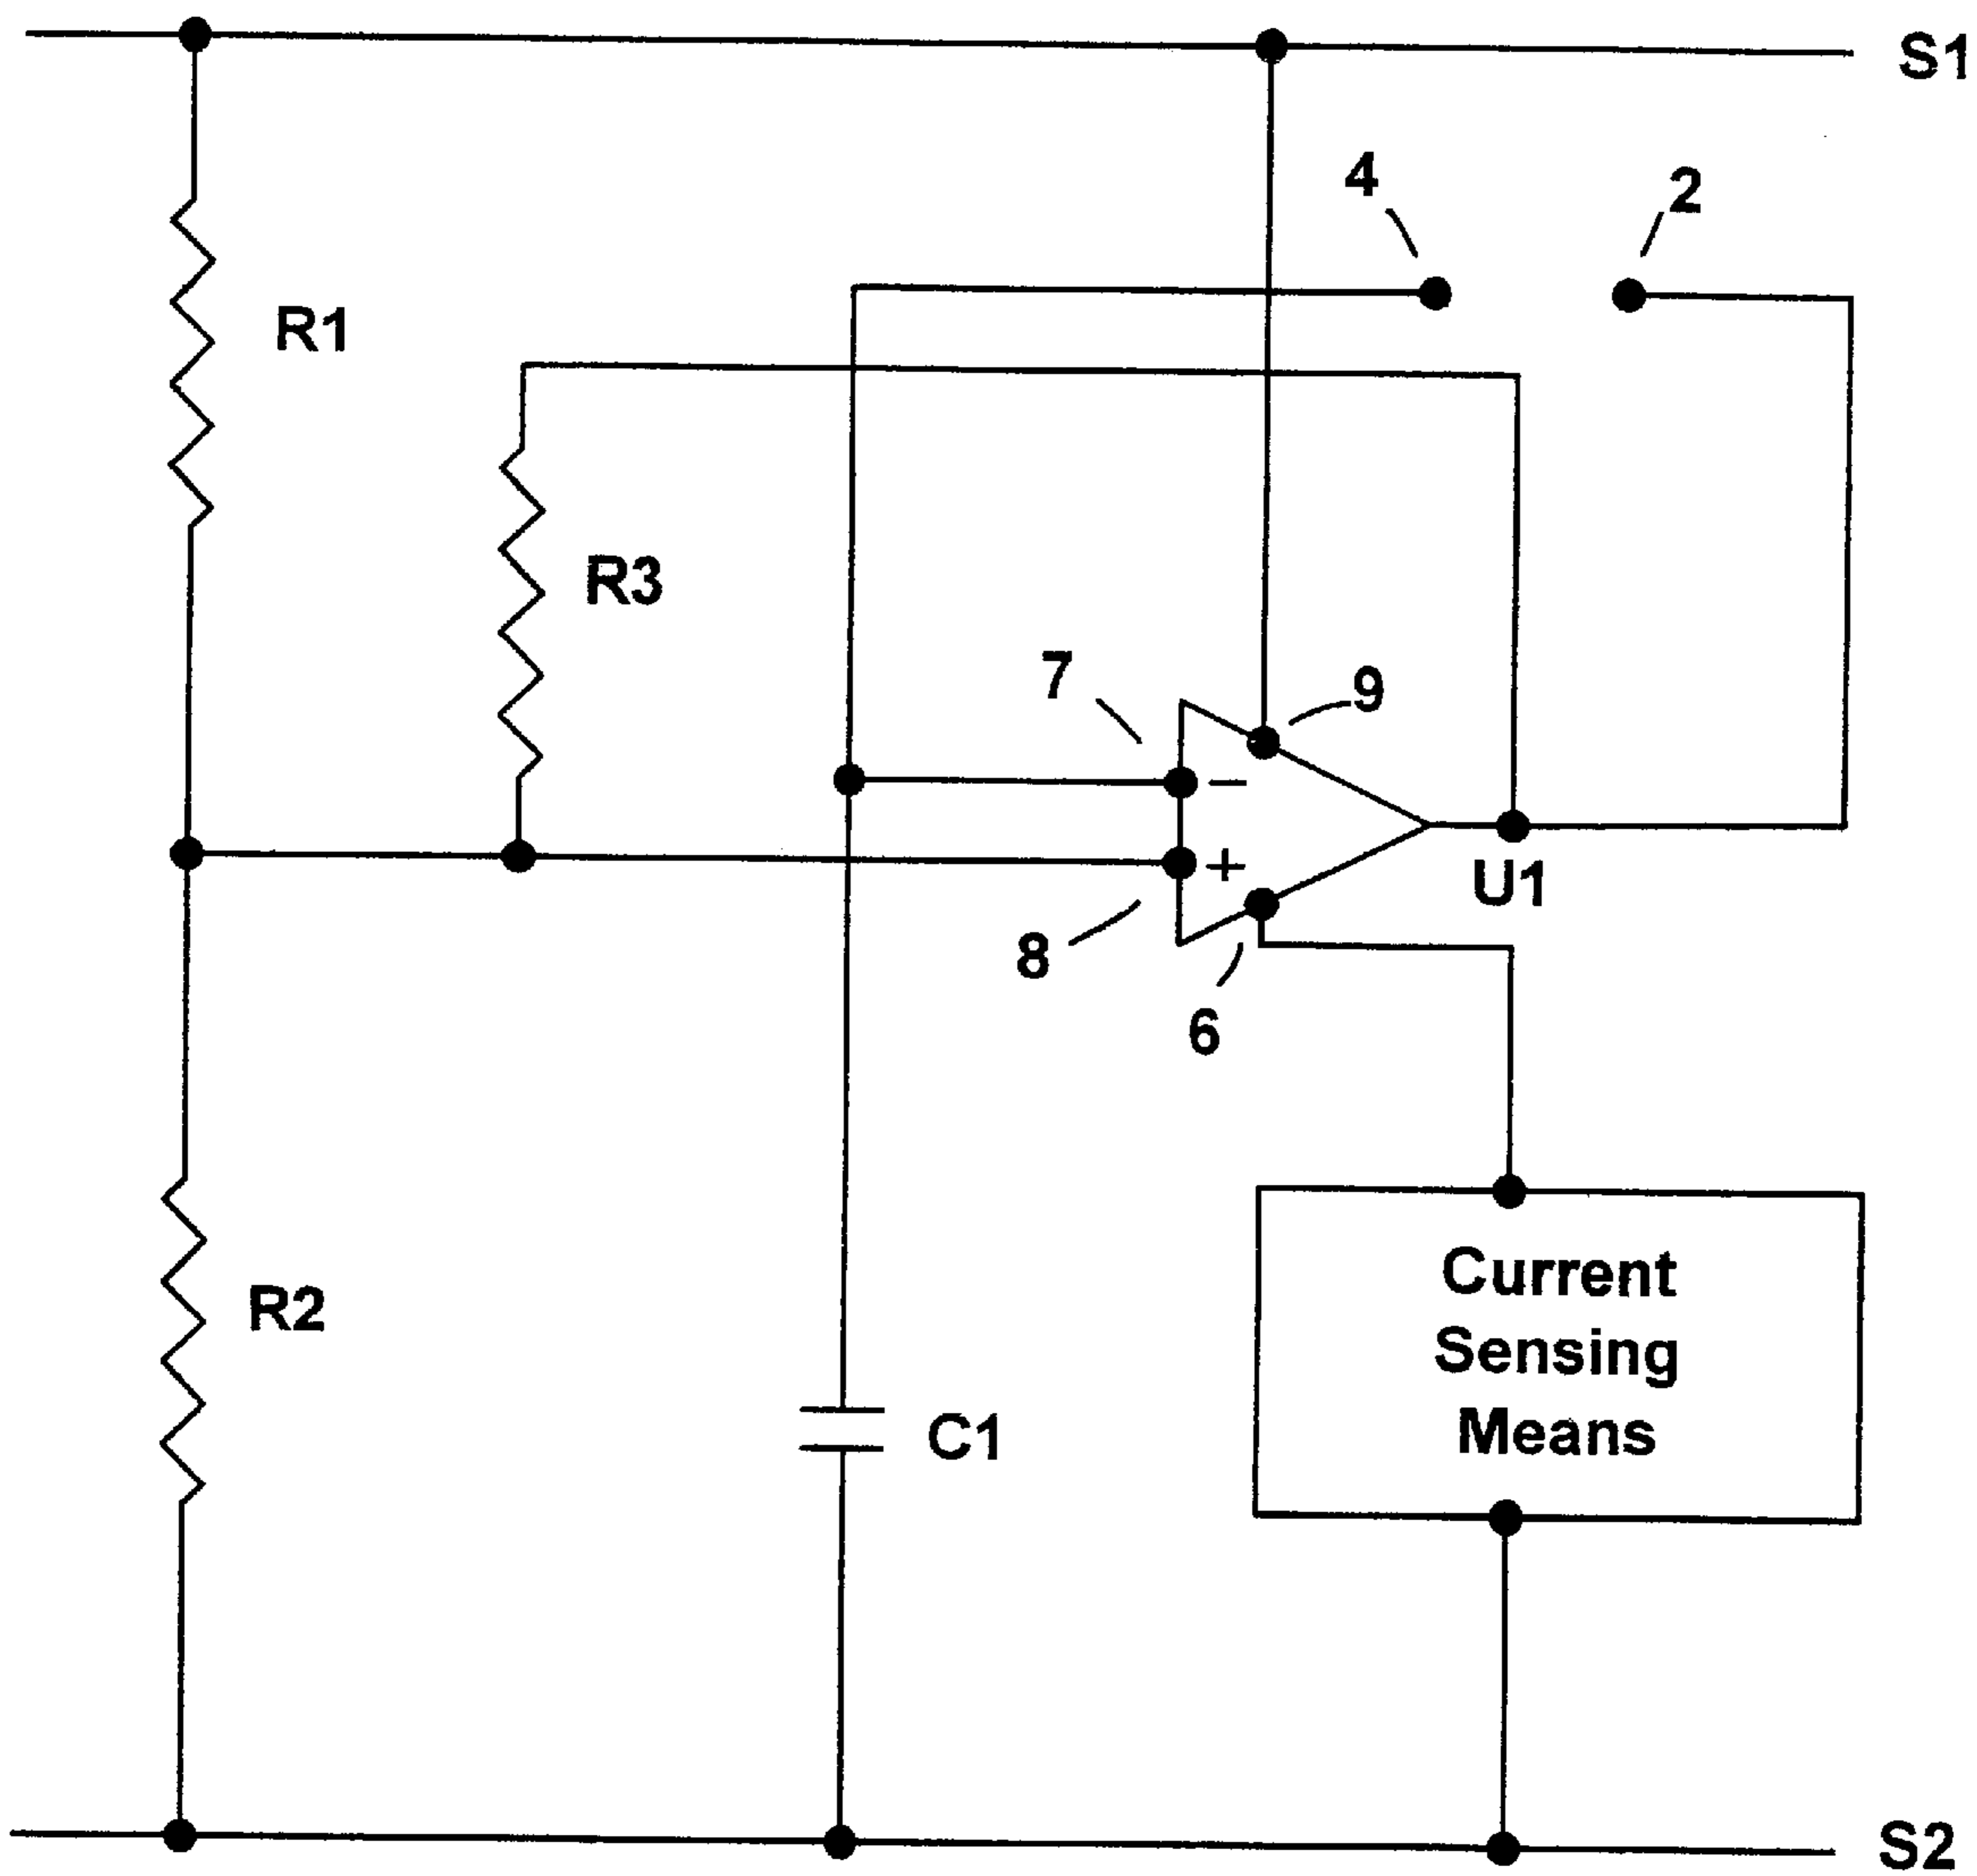 S1
4
2
R1
R3
7
9
−
+
U1
8
6
R2
Current
Sensing
Means
C1
S2